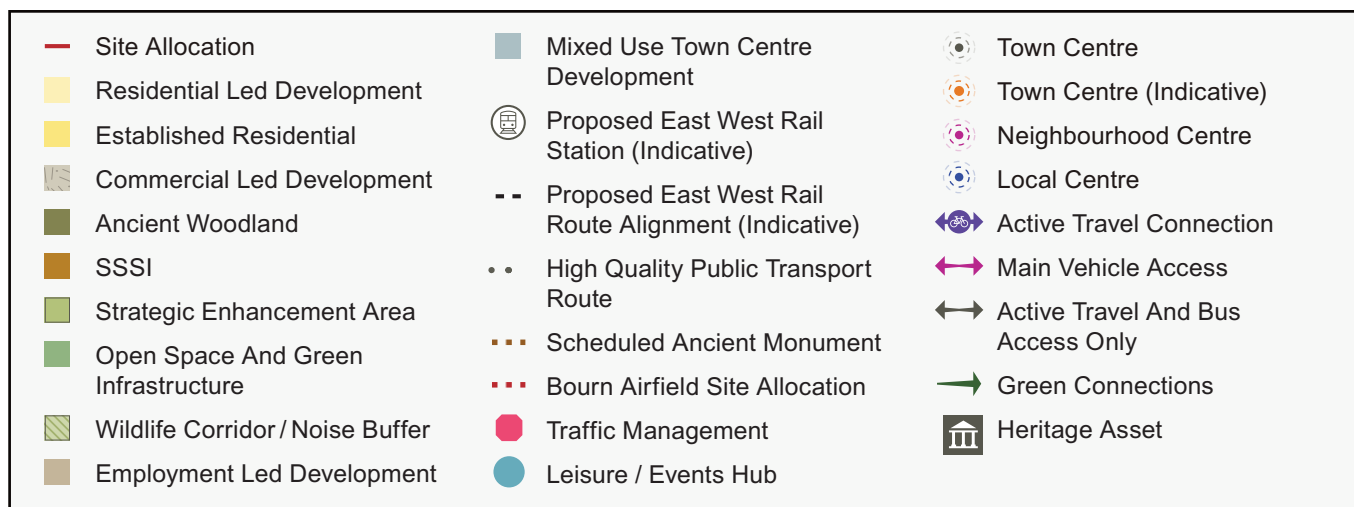 Site Allocation
Residential Led Development
Established Residential
Commercial Led Development
Ancient Woodland
SSSI
Strategic Enhancement Area
Open Space And Green
Infrastructure
Wildlife Corridor / Noise Buffer
Employment Led Development
Mixed Use Town Centre
Development
Proposed East West Rail
Station (Indicative)
Proposed East West Rail
Route Alignment (Indicative)
High Quality Public Transport
Route
Scheduled Ancient Monument
Bourn Airfield Site Allocation
Traffic Management
Leisure / Events Hub
Town Centre
Town Centre (Indicative)
Neighbourhood Centre
Local Centre
Active Travel Connection
Main Vehicle Access
Active Travel And Bus
Access Only
Green Connections
Heritage Asset